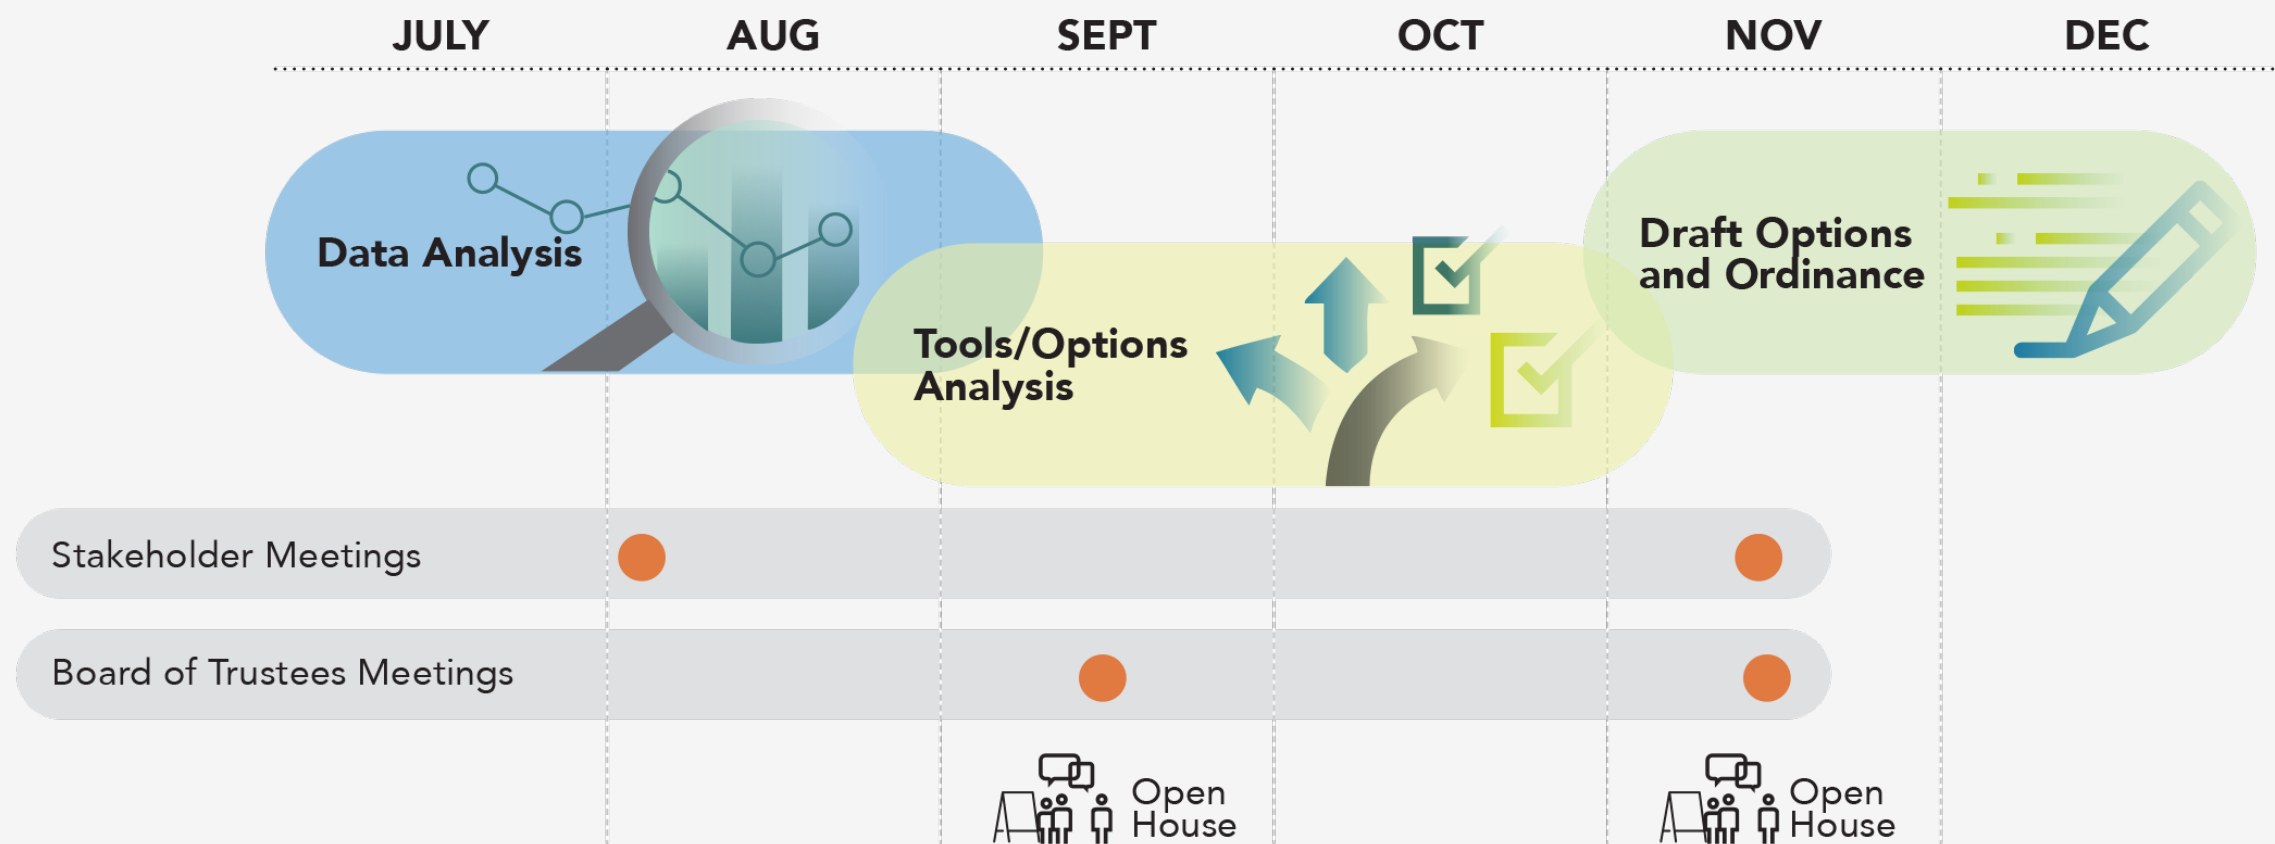 JULY AUG SEPT OCT NOV DEC
Data Analysis
Tools/Options
Analysis
Draft Options
and Ordinance
Stakeholder Meetings
Board of Trustees Meetings
Open
House
Open
House